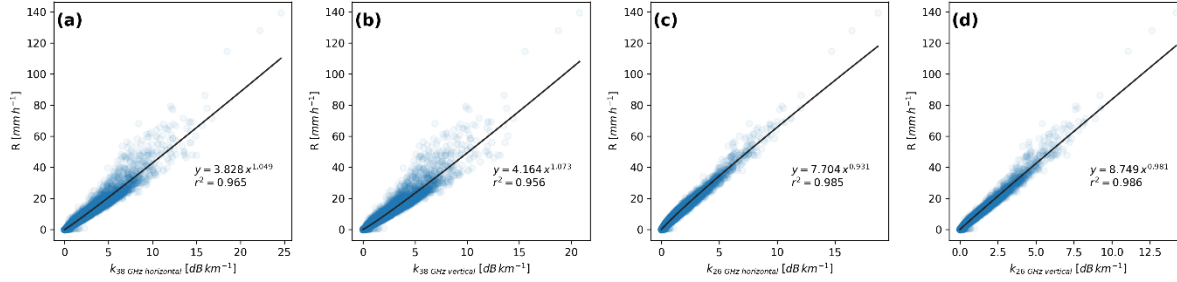 (a)
140
120
100
80
60
40
20
0
R [mm h⁻¹]
y = 3.828 x^1.049
r² = 0.965
0 5 10 15 20 25
k_38 GHz horizontal [dB km⁻¹]
(b)
140
120
100
80
60
40
20
0
R [mm h⁻¹]
y = 4.164 x^1.073
r² = 0.956
0 5 10 15 20
k_38 GHz vertical [dB km⁻¹]
(c)
140
120
100
80
60
40
20
0
R [mm h⁻¹]
y = 7.704 x^0.931
r² = 0.985
0 5 10 15
k_26 GHz horizontal [dB km⁻¹]
(d)
140
120
100
80
60
40
20
0
R [mm h⁻¹]
y = 8.749 x^0.981
r² = 0.986
0.0 2.5 5.0 7.5 10.0 12.5
k_26 GHz vertical [dB km⁻¹]